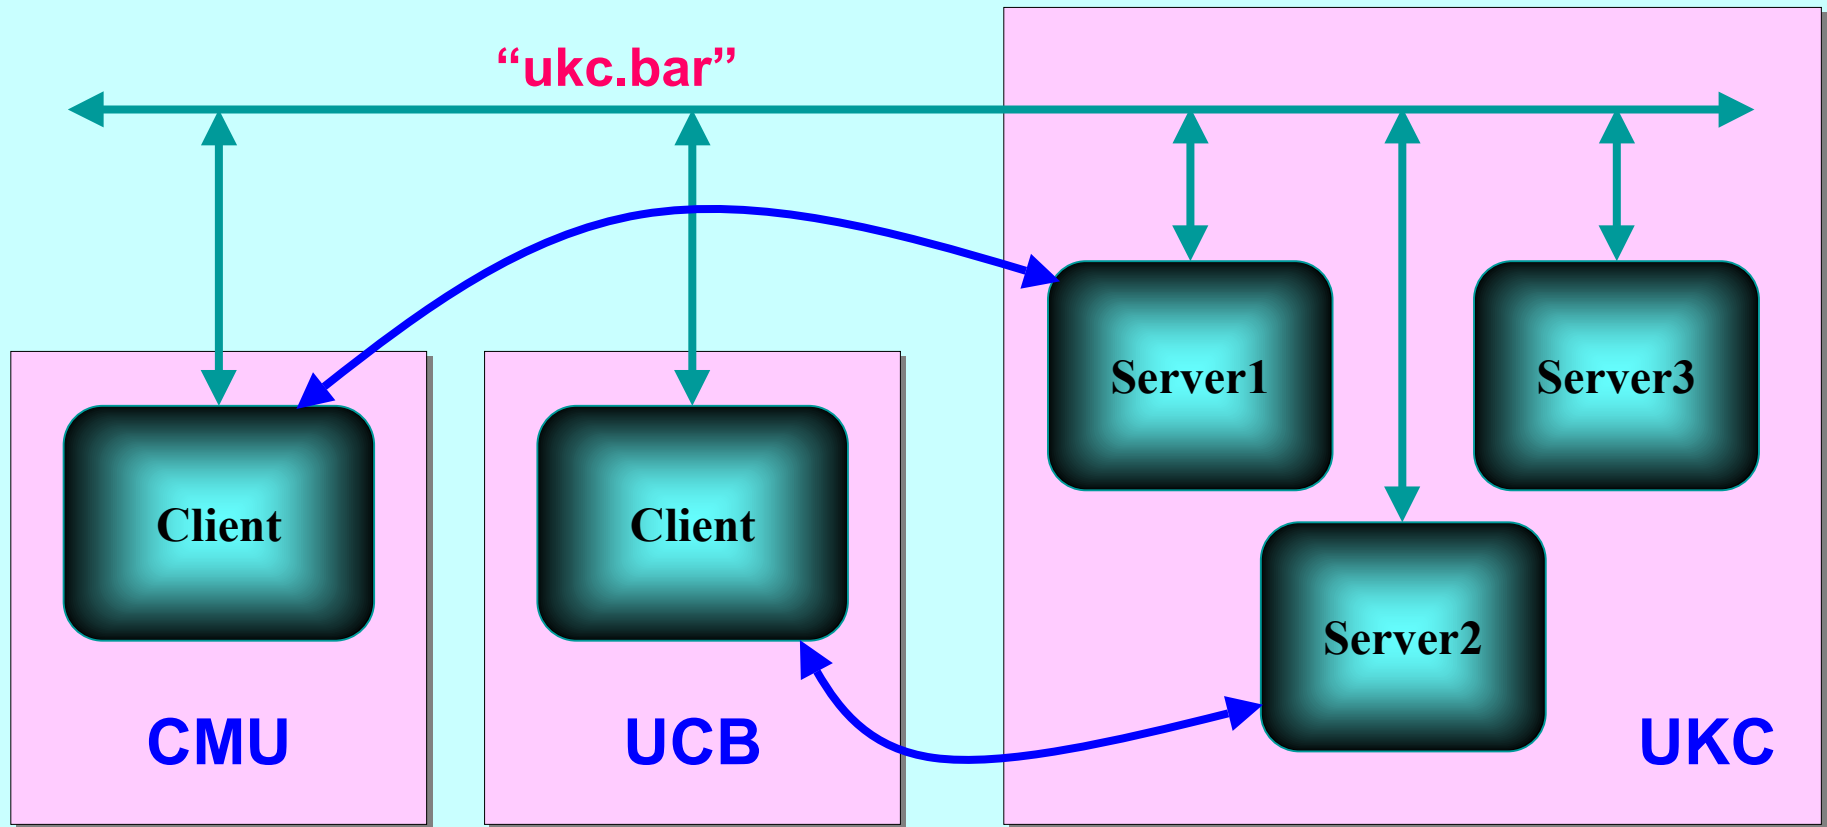 “ukc.bar”
Server1
Server3
Client
Client
Server2
CMU
UCB
UKC